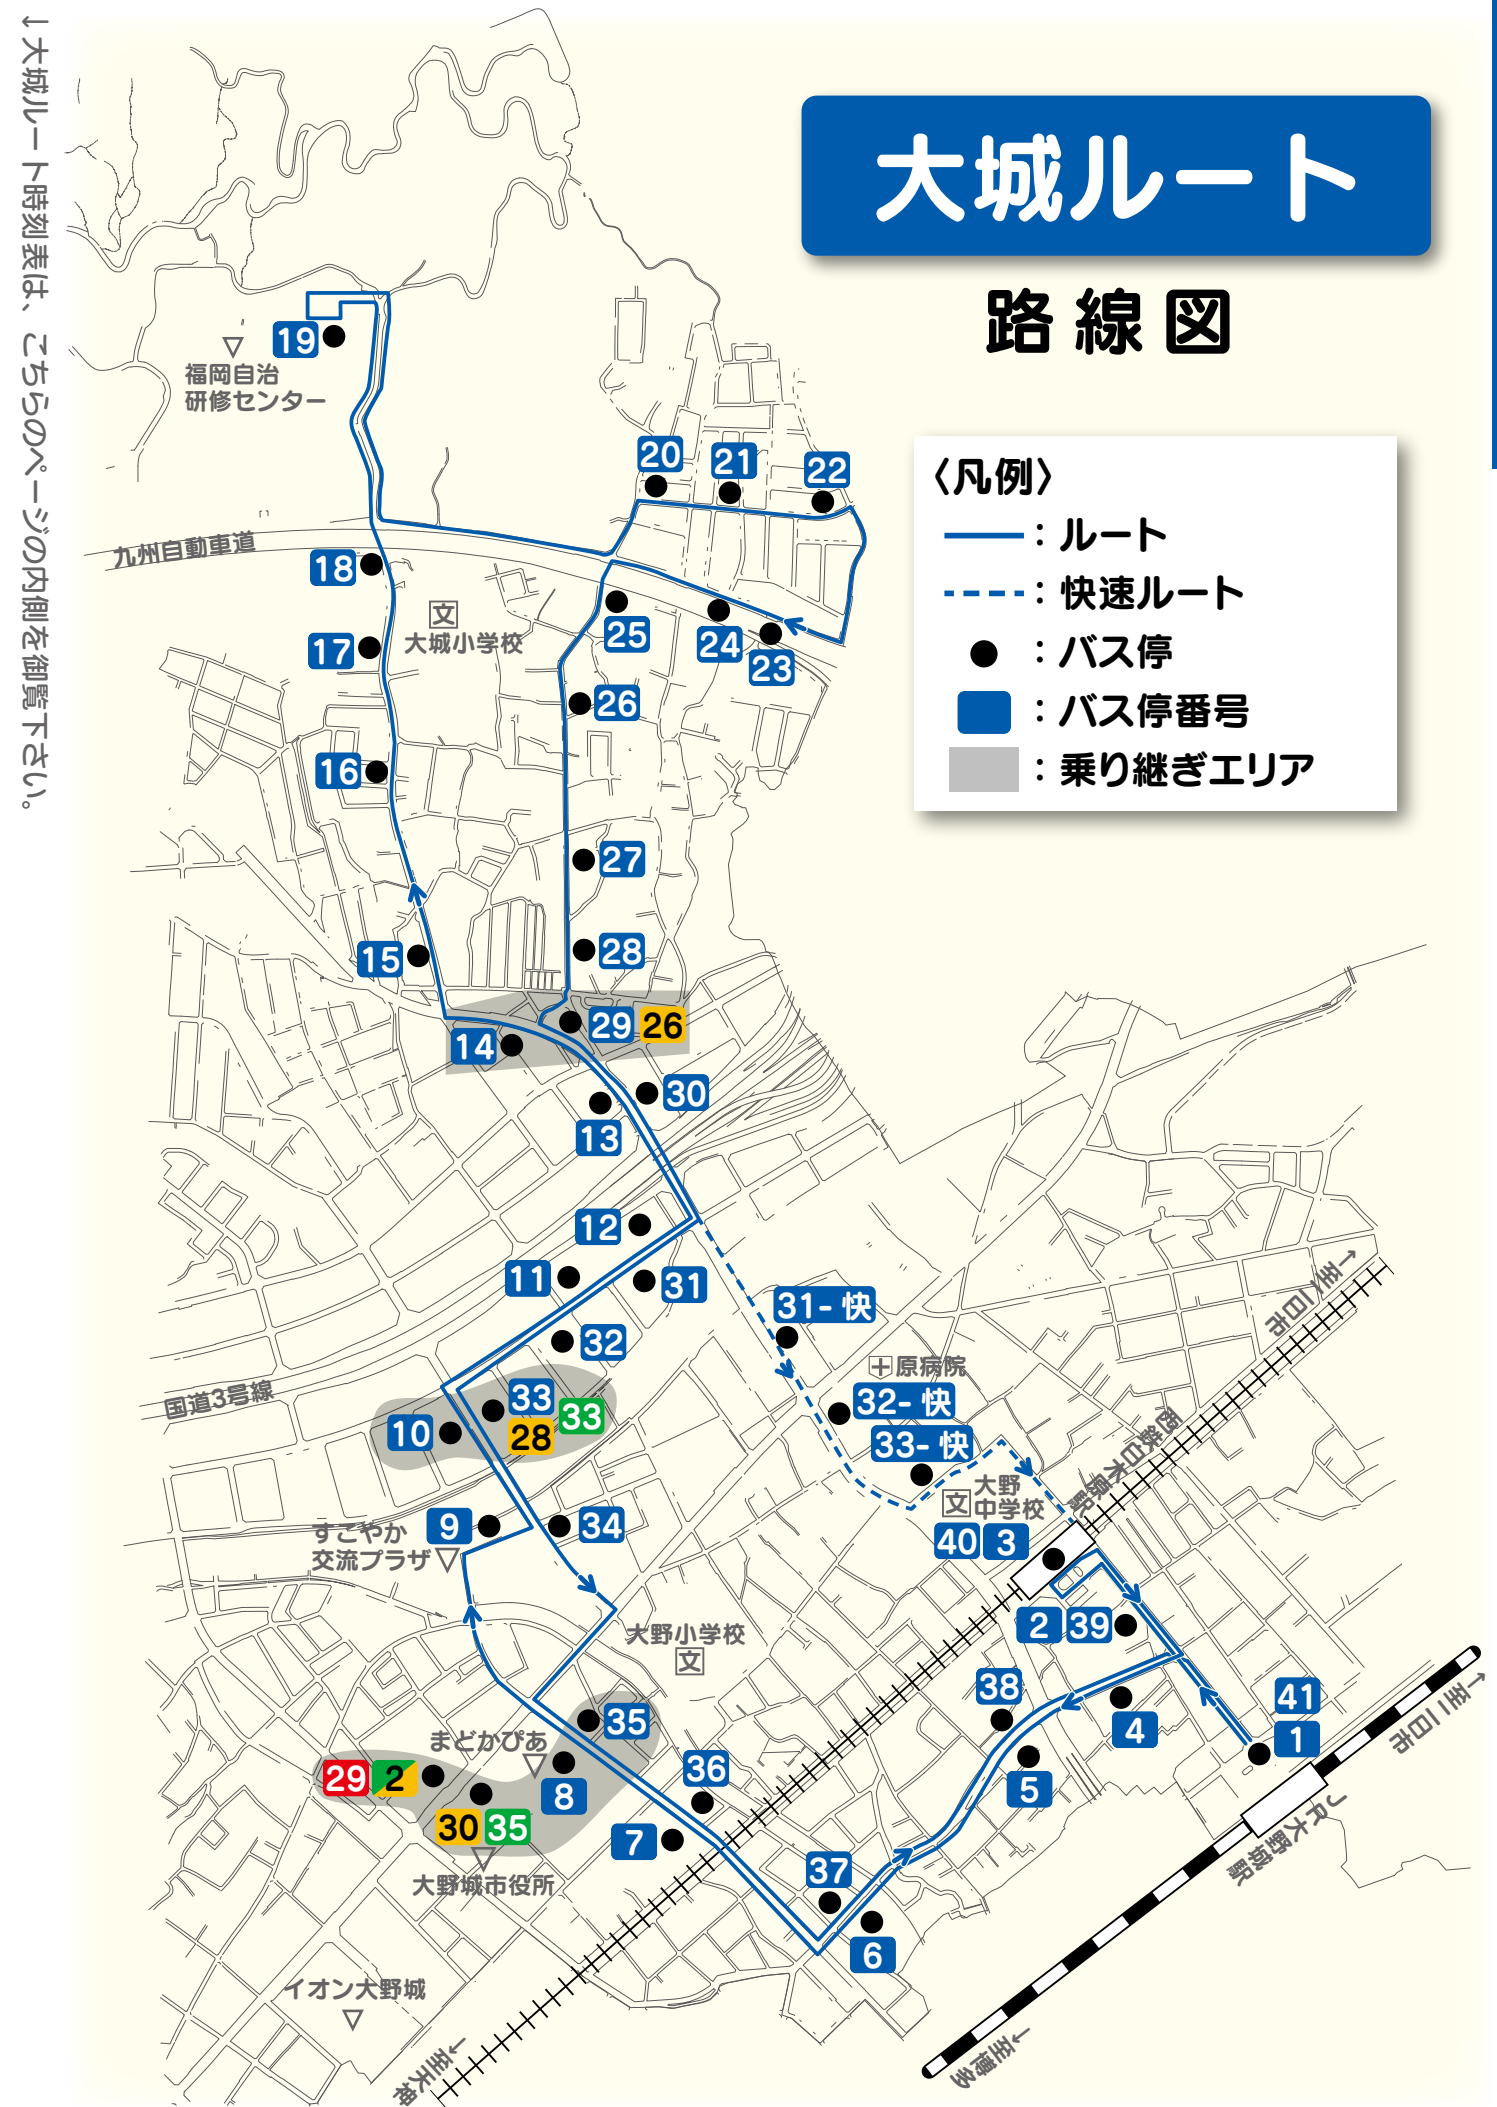 ↓大城ルート時刻表は、こちらのページの内側を御覧下さい。
大城ルート
路線図
〈凡例〉
：ルート
：快速ルート
：バス停
：バス停番号
：乗り継ぎエリア
19
福岡自治
研修センター
20
21
22
九州自動車道
18
文
大城小学校
17
25
24
23
26
16
27
15
28
29 26
14
30
13
12
11
31
31-快
32
原病院
国道3号線
33
28
33
10
32-快
33-快
西鉄白木原駅
→至二日市
大野
中学校
文
40 3
9
すこやか
交流プラザ
34
2 39
大野小学校
文
38
4
41
1
→至二日市
JR大野城駅
35
まどかぴあ
29 2
8
36
5
30 35
7
大野城市役所
37
6
イオン大野城
←至天神
←至博多